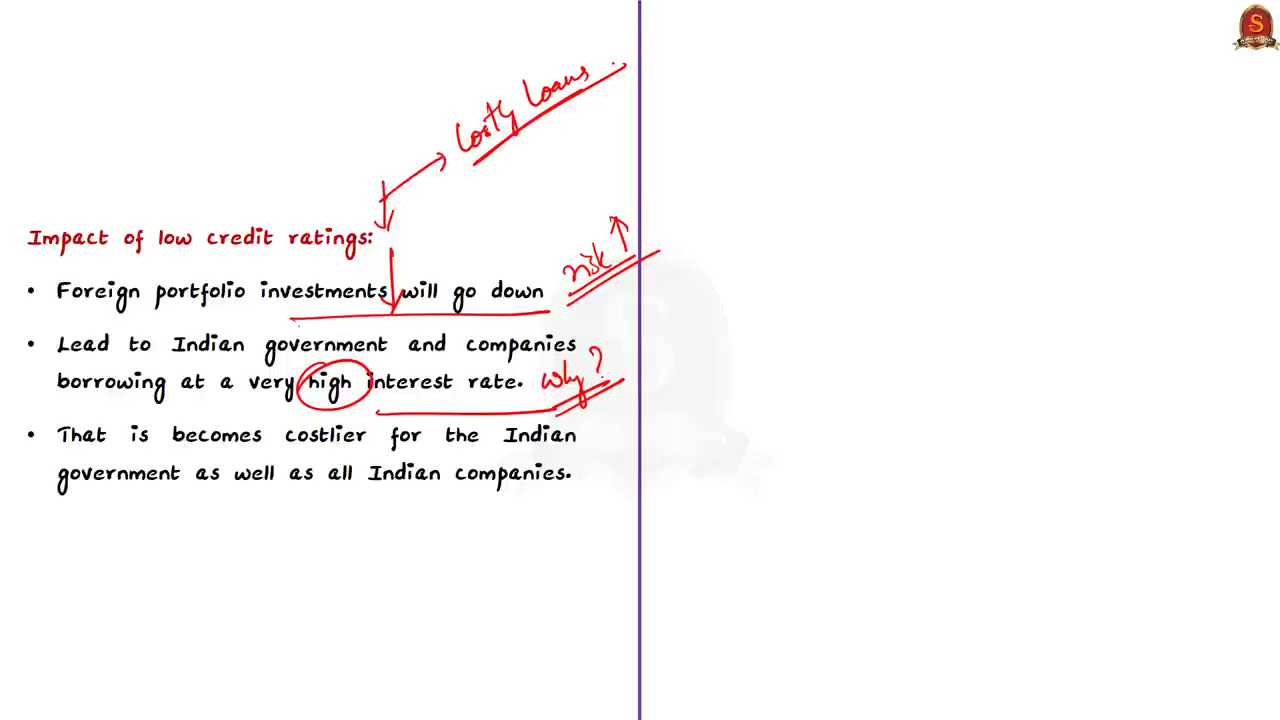 Costly Loans
Impact of low credit ratings:
risk ↑
• Foreign portfolio investments will go down
• Lead to Indian government and companies
borrowing at a very high interest rate. why?
• That is becomes costlier for the Indian
government as well as all Indian companies.
S